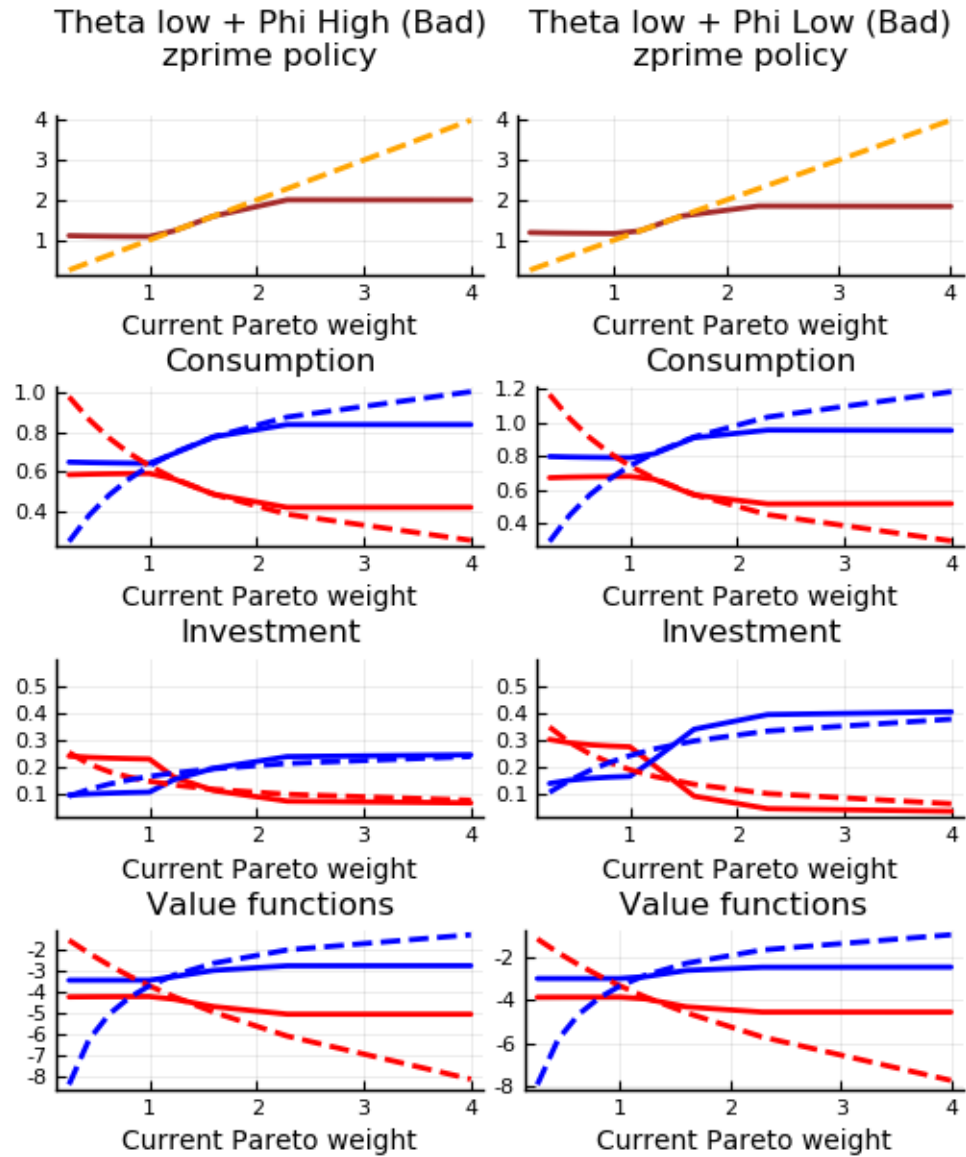 Theta low + Phi High (Bad)
zprime policy
Theta low + Phi Low (Bad)
zprime policy
4
3
2
1
1 2 3 4
Current Pareto weight
4
3
2
1
1 2 3 4
Current Pareto weight
Consumption
1.0
0.8
0.6
0.4
1 2 3 4
Current Pareto weight
Consumption
1.2
1.0
0.8
0.6
0.4
1 2 3 4
Current Pareto weight
Investment
0.5
0.4
0.3
0.2
0.1
1 2 3 4
Current Pareto weight
Investment
0.5
0.4
0.3
0.2
0.1
1 2 3 4
Current Pareto weight
Value functions
-2
-3
-4
-5
-6
-7
-8
1 2 3 4
Current Pareto weight
Value functions
-2
-4
-6
-8
1 2 3 4
Current Pareto weight